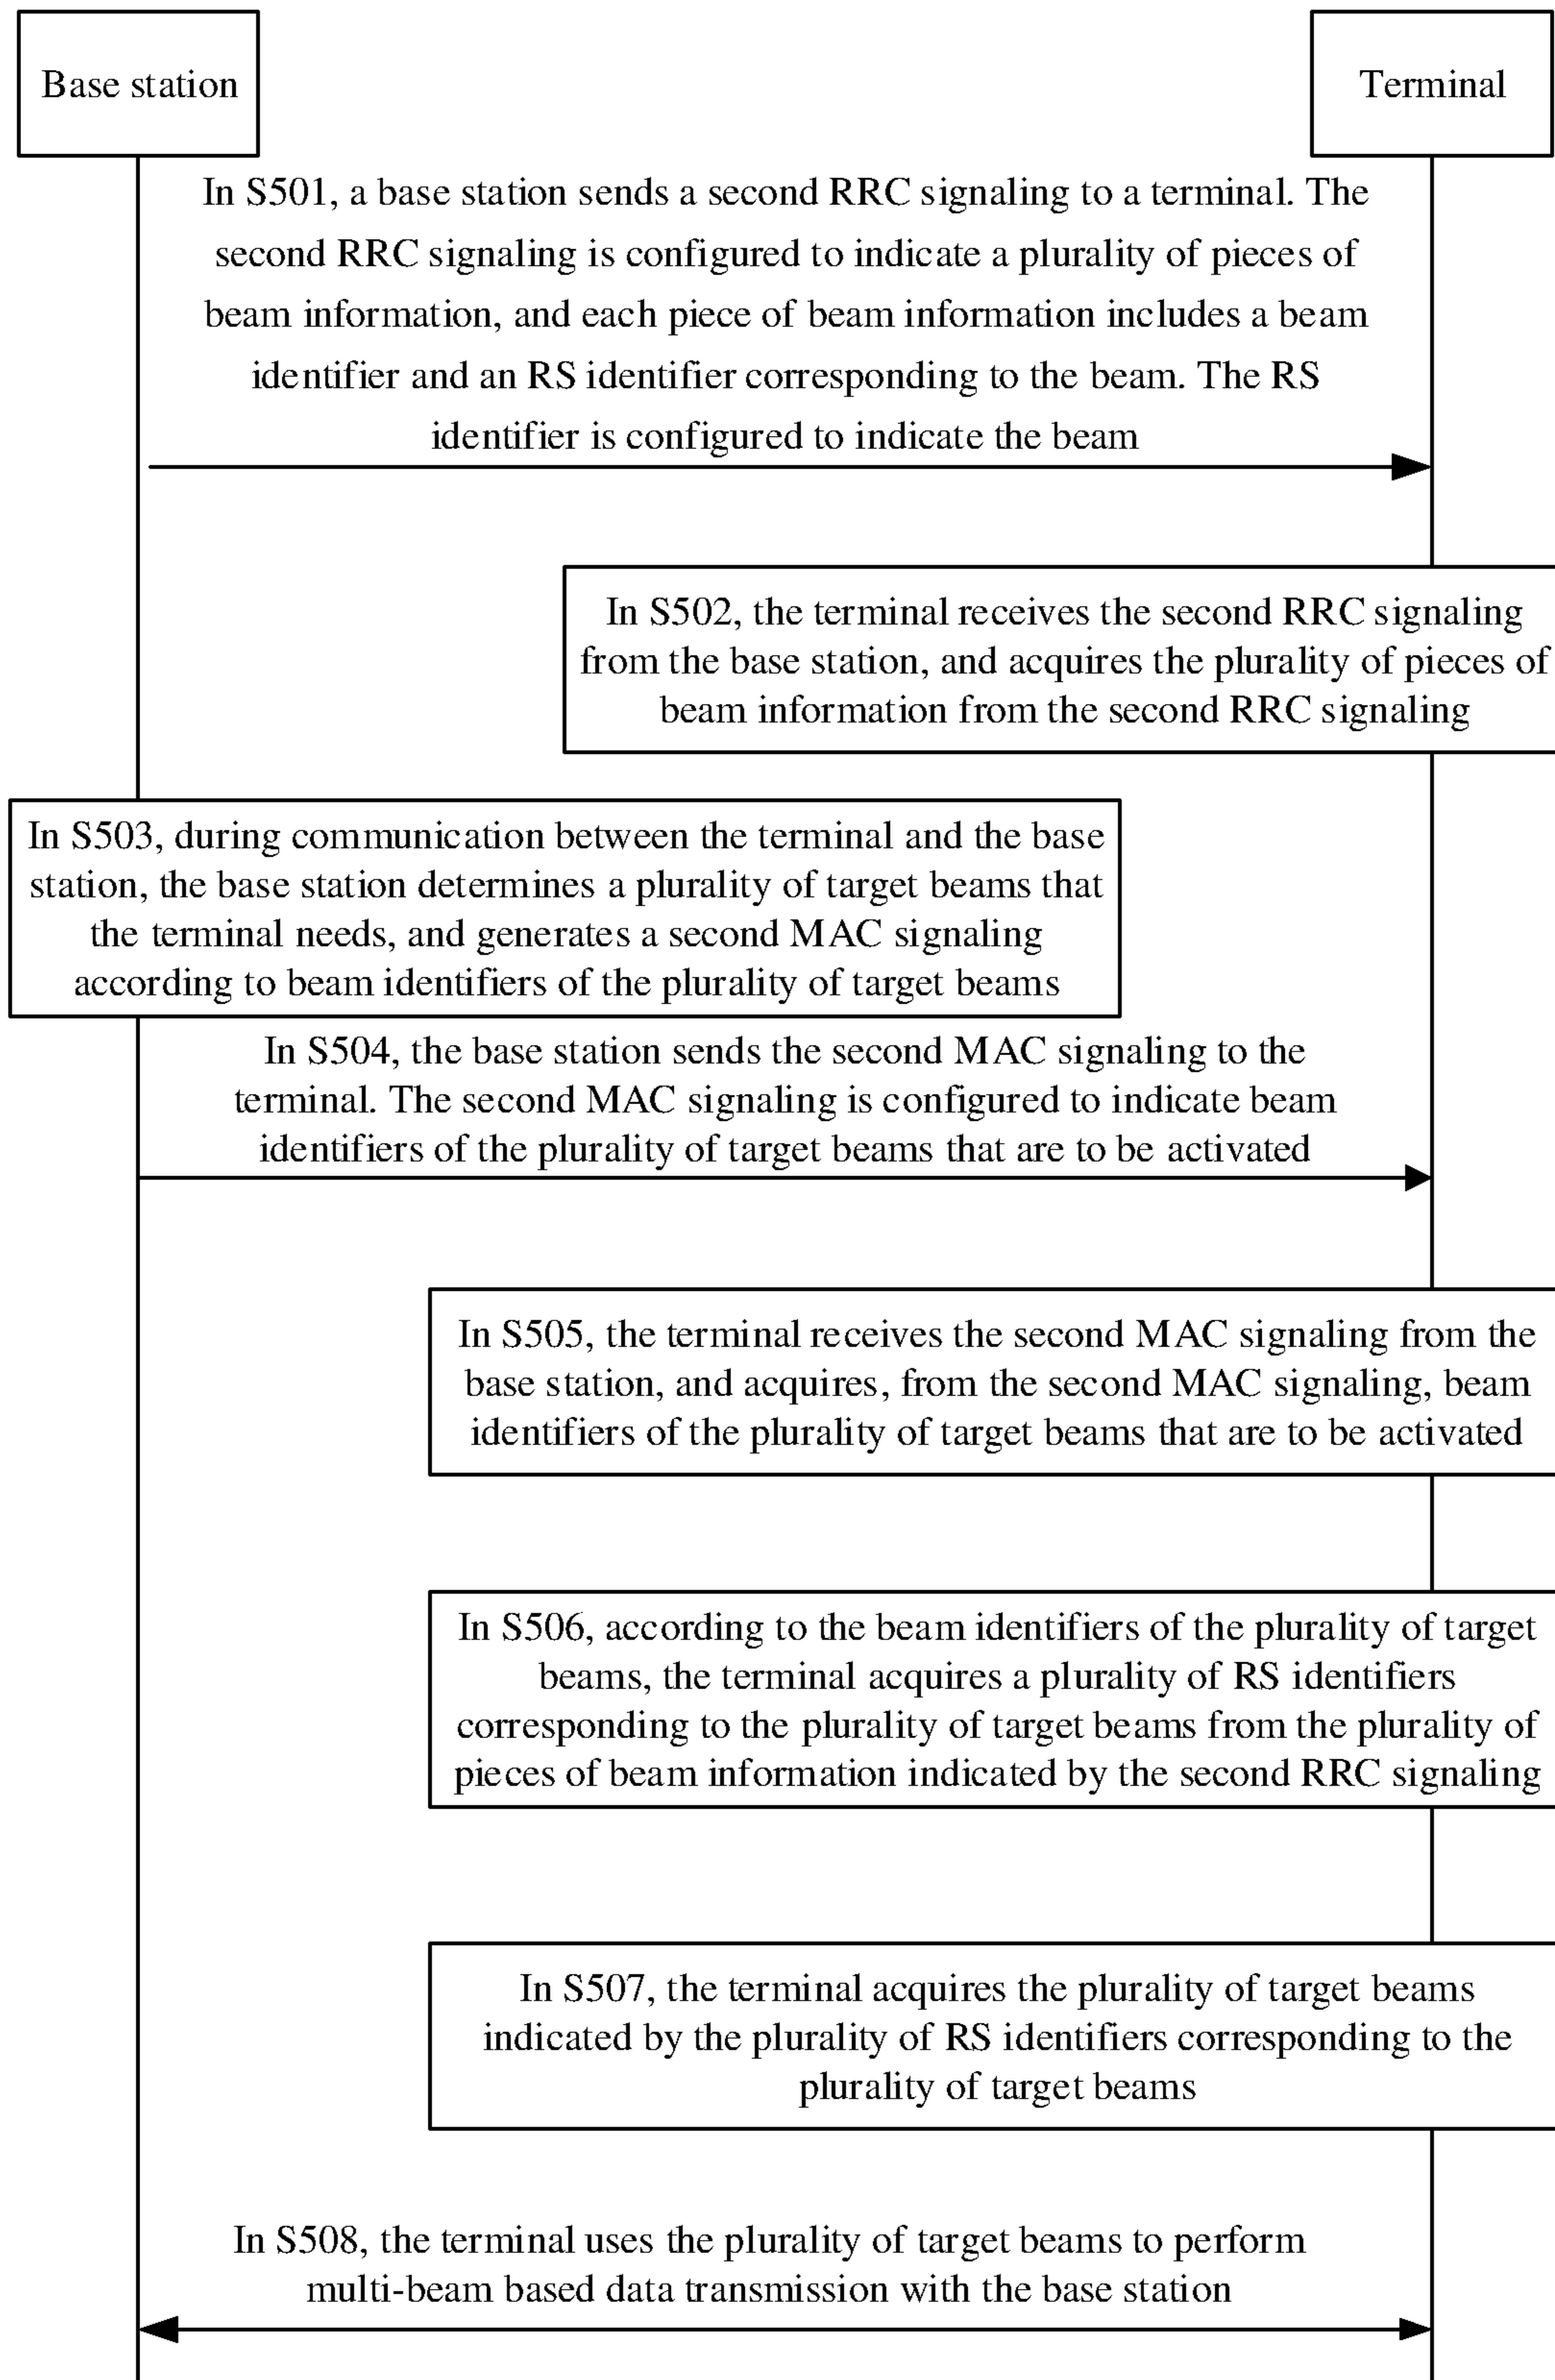 Base station
Terminal
In S501, a base station sends a second RRC signaling to a terminal. The
second RRC signaling is configured to indicate a plurality of pieces of
beam information, and each piece of beam information includes a beam
identifier and an RS identifier corresponding to the beam. The RS
identifier is configured to indicate the beam
In S502, the terminal receives the second RRC signaling
from the base station, and acquires the plurality of pieces of
beam information from the second RRC signaling
In S503, during communication between the terminal and the base
station, the base station determines a plurality of target beams that
the terminal needs, and generates a second MAC signaling
according to beam identifiers of the plurality of target beams
In S504, the base station sends the second MAC signaling to the
terminal. The second MAC signaling is configured to indicate beam
identifiers of the plurality of target beams that are to be activated
In S505, the terminal receives the second MAC signaling from the
base station, and acquires, from the second MAC signaling, beam
identifiers of the plurality of target beams that are to be activated
In S506, according to the beam identifiers of the plurality of target
beams, the terminal acquires a plurality of RS identifiers
corresponding to the plurality of target beams from the plurality of
pieces of beam information indicated by the second RRC signaling
In S507, the terminal acquires the plurality of target beams
indicated by the plurality of RS identifiers corresponding to the
plurality of target beams
In S508, the terminal uses the plurality of target beams to perform
multi-beam based data transmission with the base station